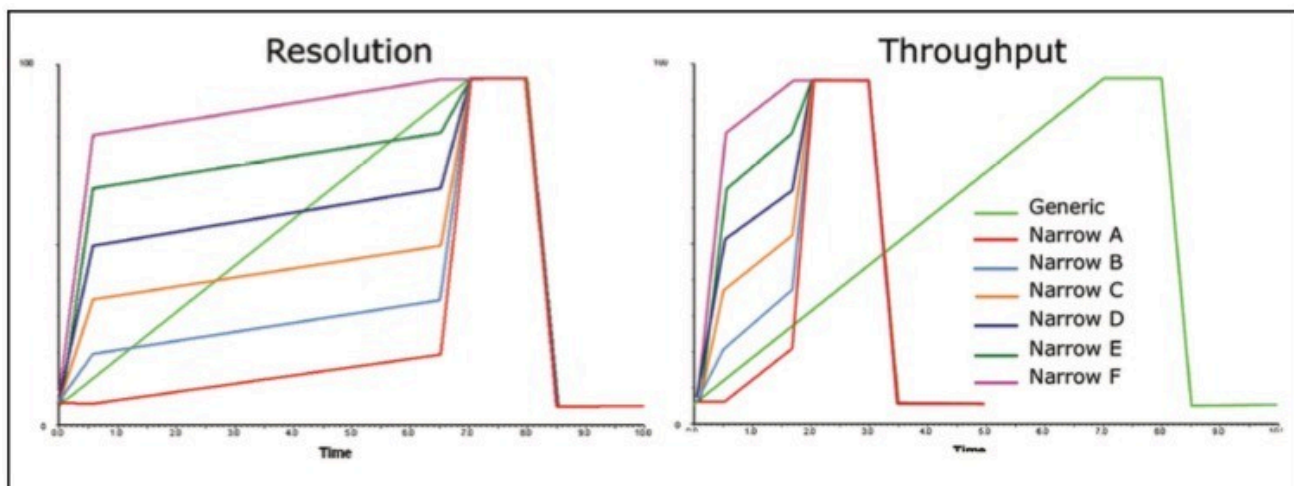 Resolution
100
0
0.0 1.0 2.0 3.0 4.0 5.0 6.0 7.0 8.0 9.0
Time
Throughput
0
1.0 2.0 3.0 4.0 5.0 6.0 7.0 8.0 9.0
Time
Generic
Narrow A
Narrow B
Narrow C
Narrow D
Narrow E
Narrow F